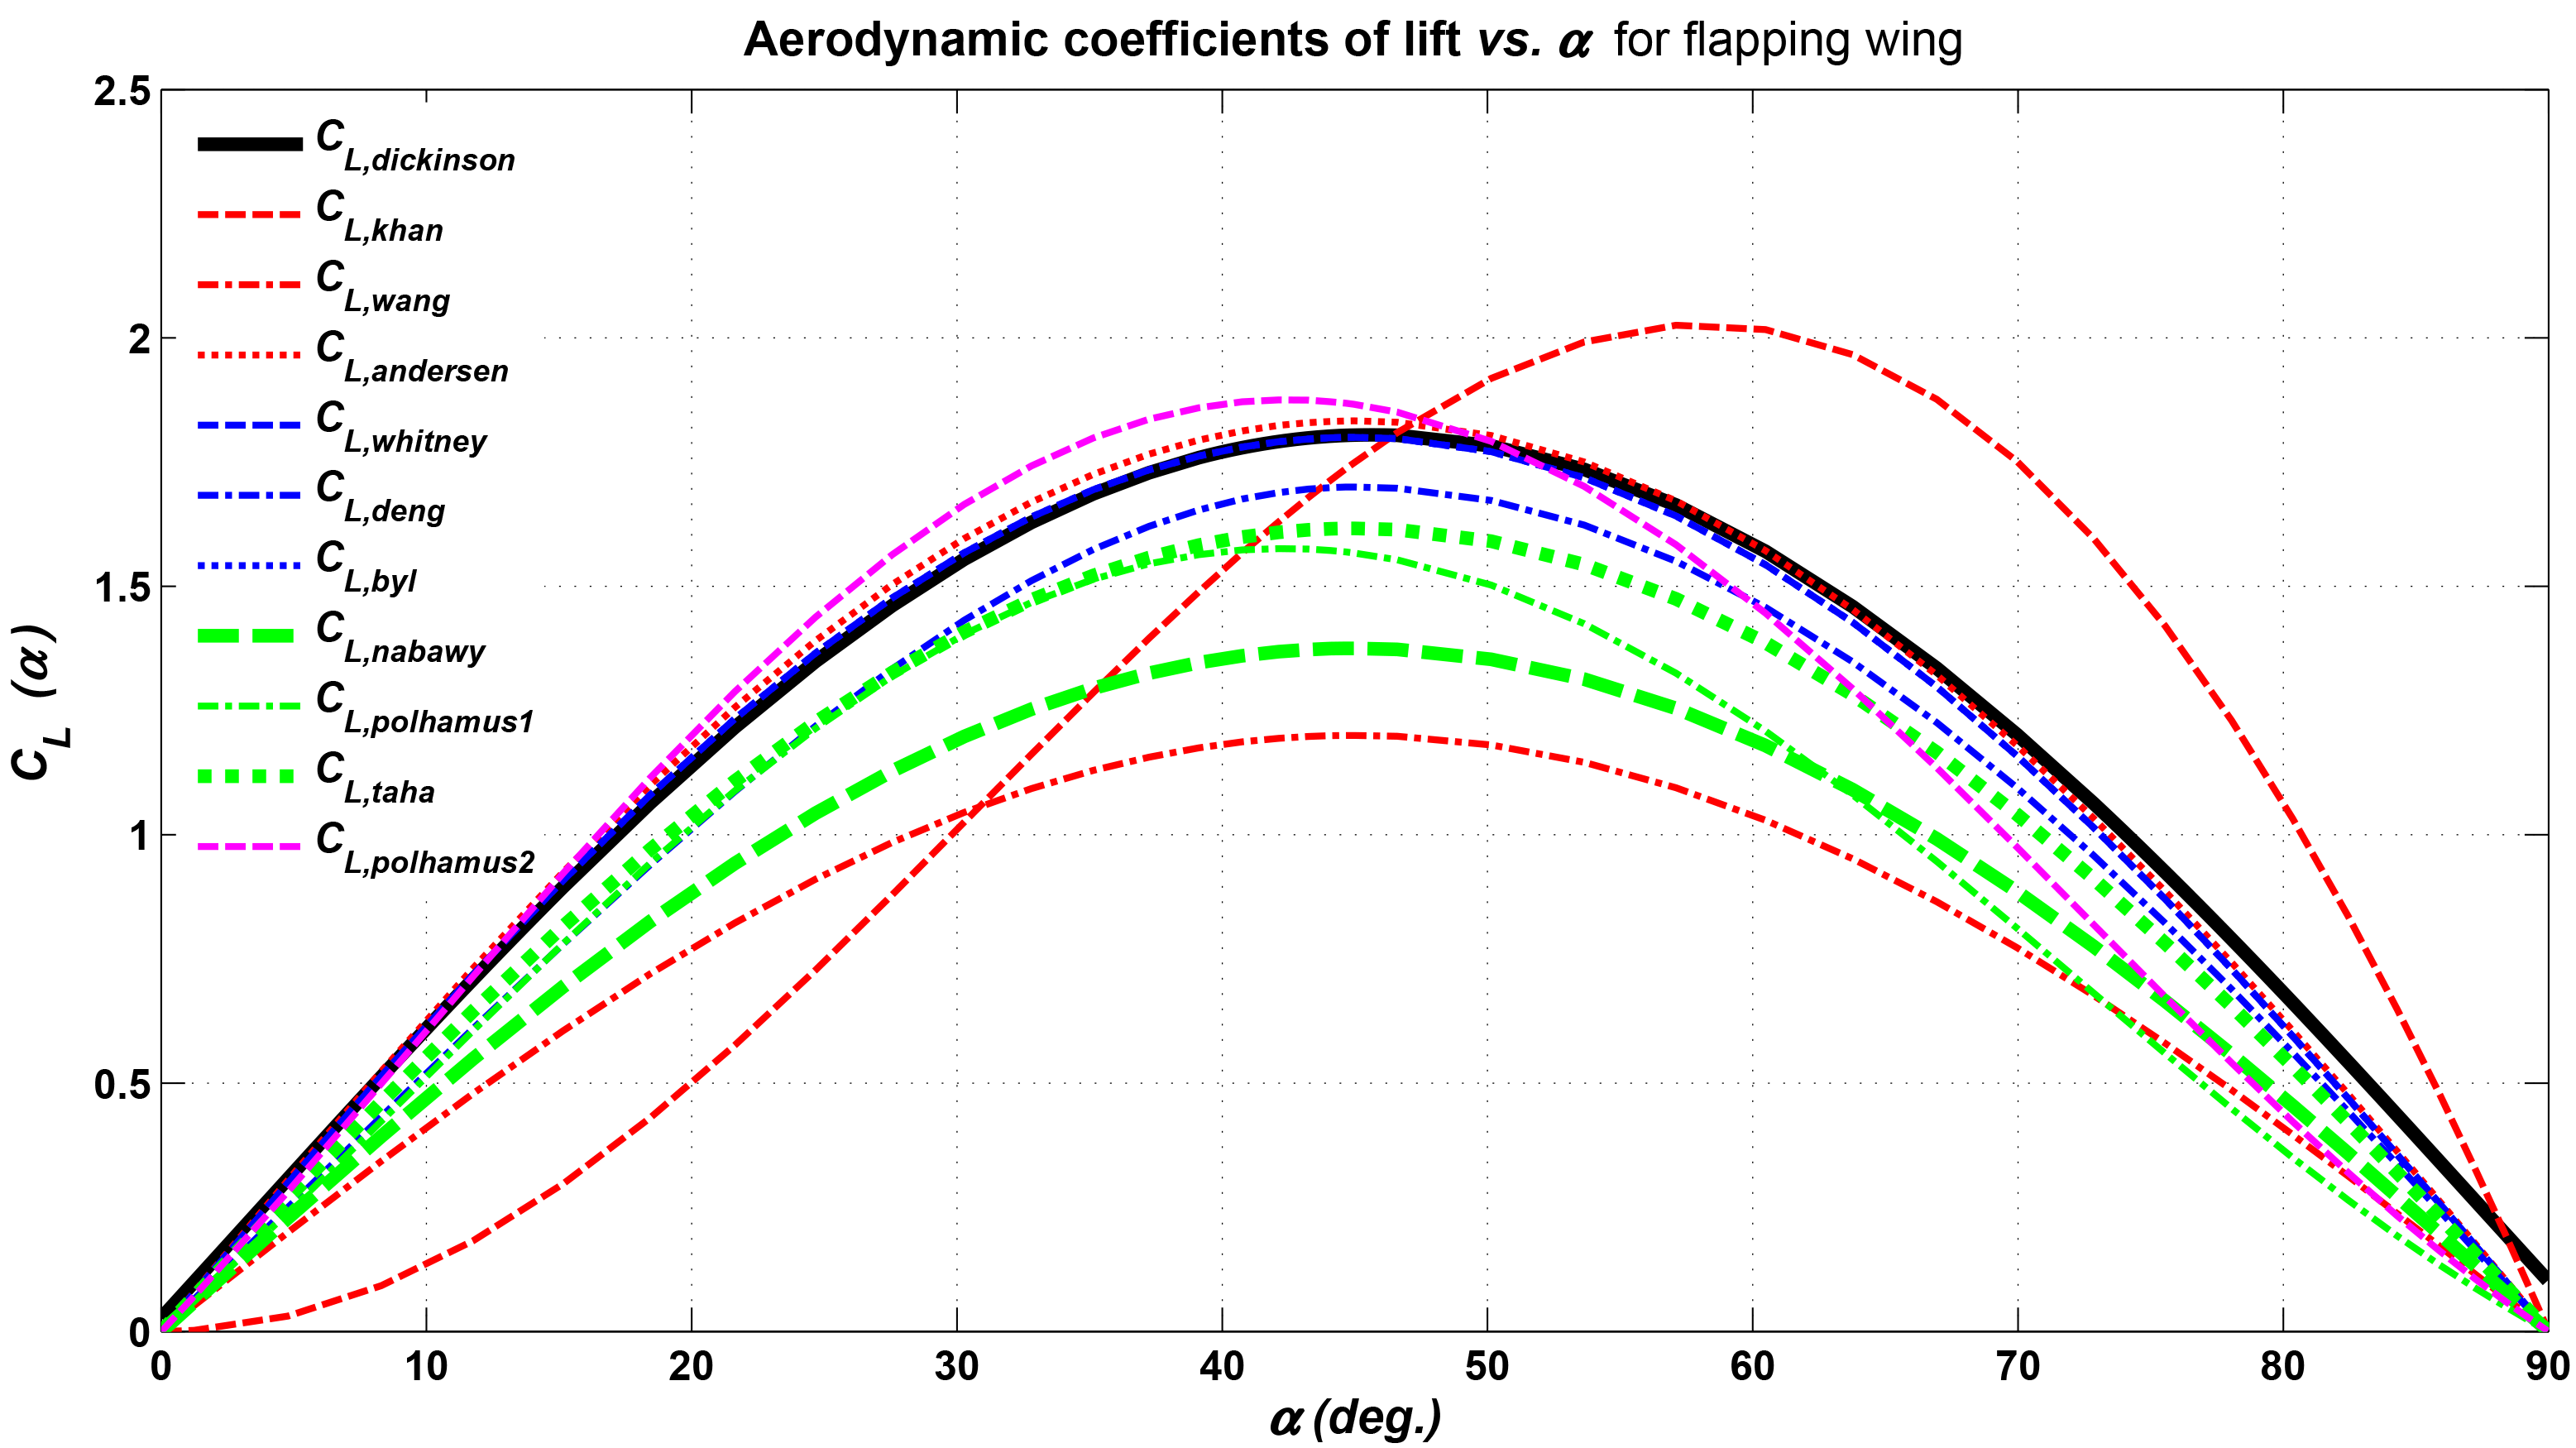 Aerodynamic coefficients of lift vs. α for flapping wing
2.5
2
1.5
1
0.5
0
C_L (α)
C_L,dickinson
C_L,khan
C_L,wang
C_L,andersen
C_L,whitney
C_L,deng
C_L,byl
C_L,nabawy
C_L,polhamus1
C_L,taha
C_L,polhamus2
0 10 20 30 40 50 60 70 80 90
α (deg.)